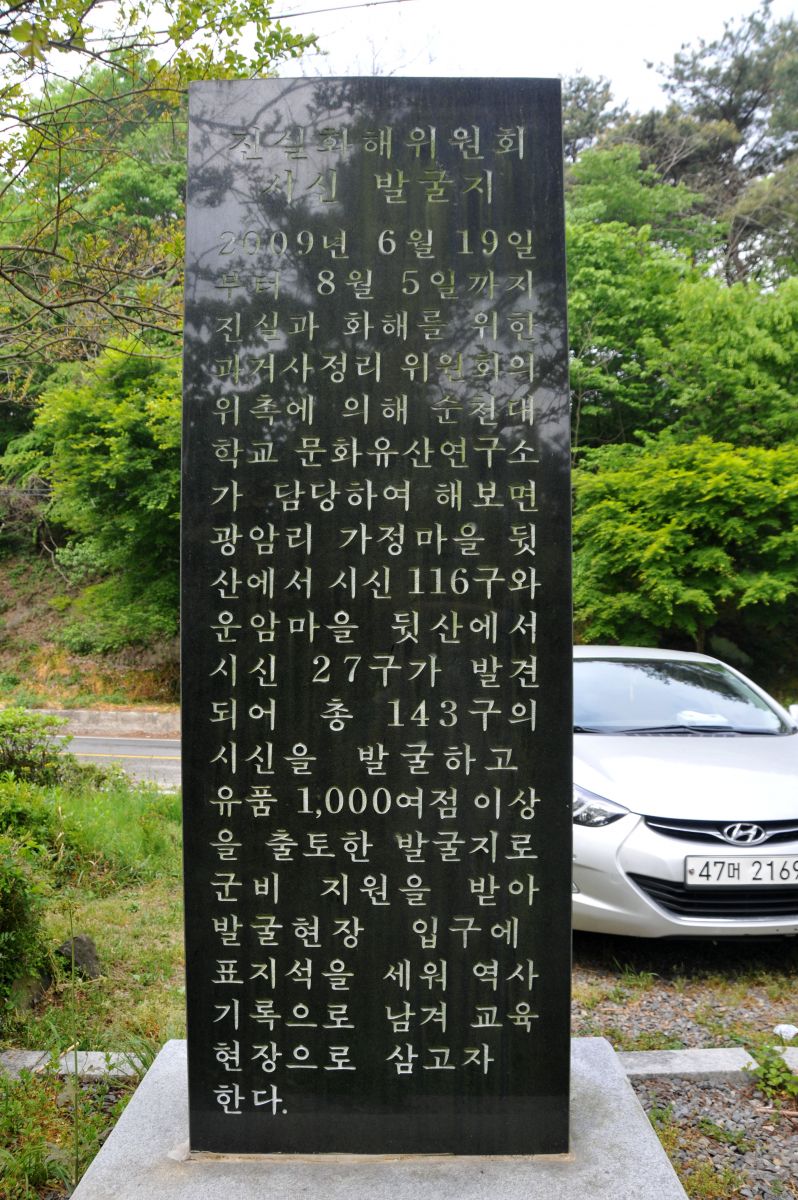 진실화해위원회
시신 발굴지
2009년 6월 19일
부터 8월 5일까지
진실과 화해를 위한
과거사정리 위원회의
위촉에 의해 순천대
학교 문화유산연구소
가 담당하여 해보면
광암리 가정마을 뒷
산에서 시신 116구와
운암마을 뒷산에서
시신 27구가 발견
되어 총 143구의
시신을 발굴하고
유품 1,000여점 이상
을 출토한 발굴지로
군비 지원을 받아
발굴현장 입구에
표지석을 세워 역사
기록으로 남겨 교육
현장으로 삼고자
한다.
47머 2169